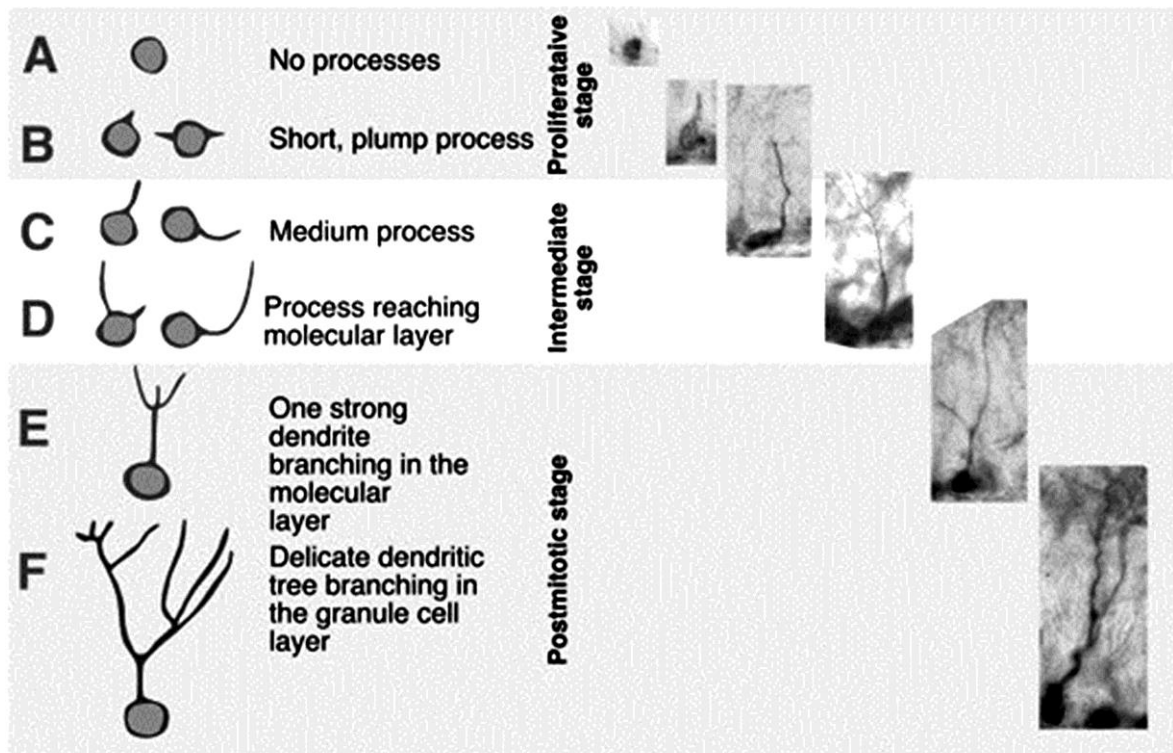 A
No processes
B
Short, plump process
Proliferataive
stage
C
Medium process
D
Process reaching
molecular layer
Intermediate
stage
E
One strong
dendrite
branching in the
molecular
layer
F
Delicate dendritic
tree branching in
the granule cell
layer
Postmitotic stage